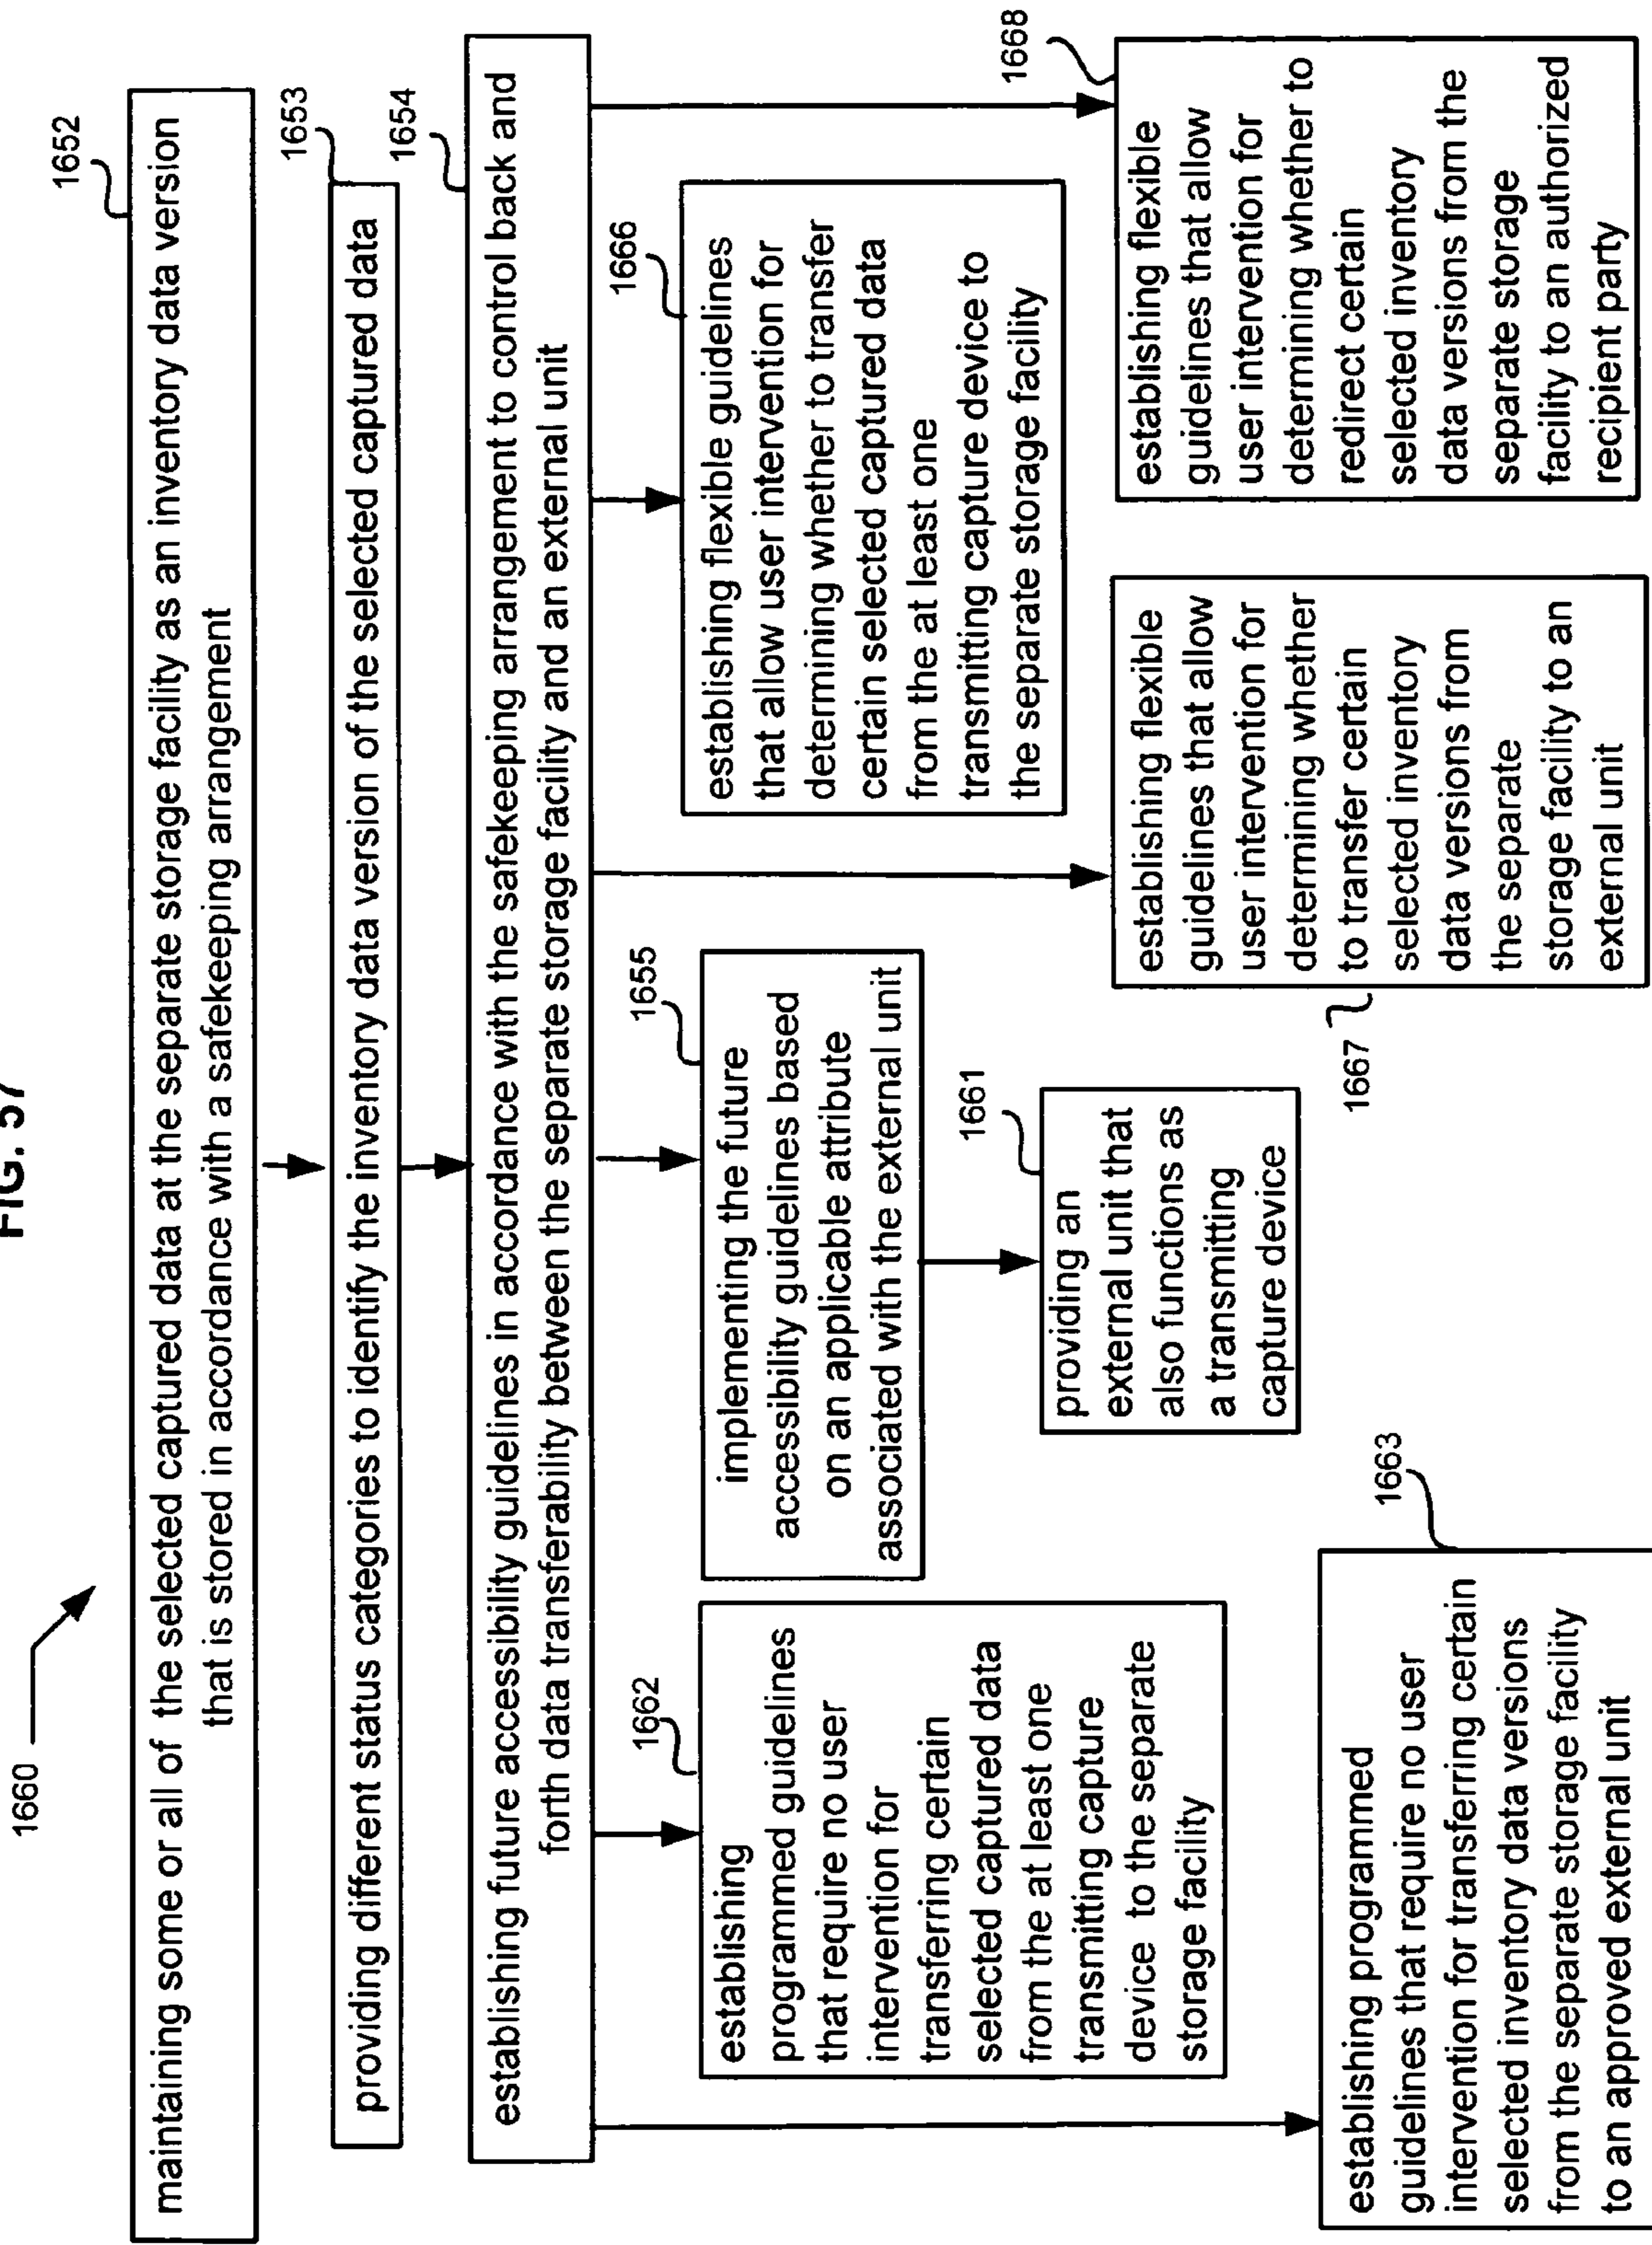 FIG. 57
1660
1652
maintaining some or all of the selected captured data at the separate storage facility as an inventory data version
that is stored in accordance with a safekeeping arrangement
1653
providing different status categories to identify the inventory data version of the selected captured data
1654
establishing future accessibility guidelines in accordance with the safekeeping arrangement to control back and
forth data transferability between the separate storage facility and an external unit
1662
establishing
programmed guidelines
that require no user
intervention for
transferring certain
selected captured data
from the at least one
transmitting capture
device to the separate
storage facility
1655
implementing the future
accessibility guidelines based
on an applicable attribute
associated with the external unit
1666
establishing flexible guidelines
that allow user intervention for
determining whether to transfer
certain selected captured data
from the at least one
transmitting capture device to
the separate storage facility
1663
establishing programmed
guidelines that require no user
intervention for transferring certain
selected inventory data versions
from the separate storage facility
to an approved external unit
1661
providing an
external unit that
also functions as
a transmitting
capture device
1667
establishing flexible
guidelines that allow
user intervention for
determining whether
to transfer certain
selected inventory
data versions from
the separate
storage facility to an
external unit
1668
establishing flexible
guidelines that allow
user intervention for
determining whether to
redirect certain
selected inventory
data versions from the
separate storage
facility to an authorized
recipient party